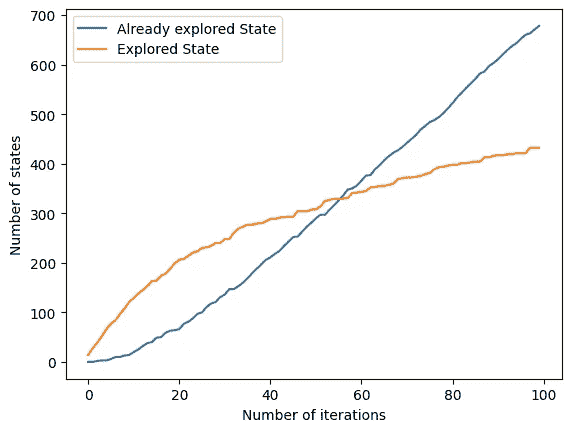 Already explored State
Explored State
700
600
500
400
300
200
100
0
Number of states
0 20 40 60 80 100
Number of iterations